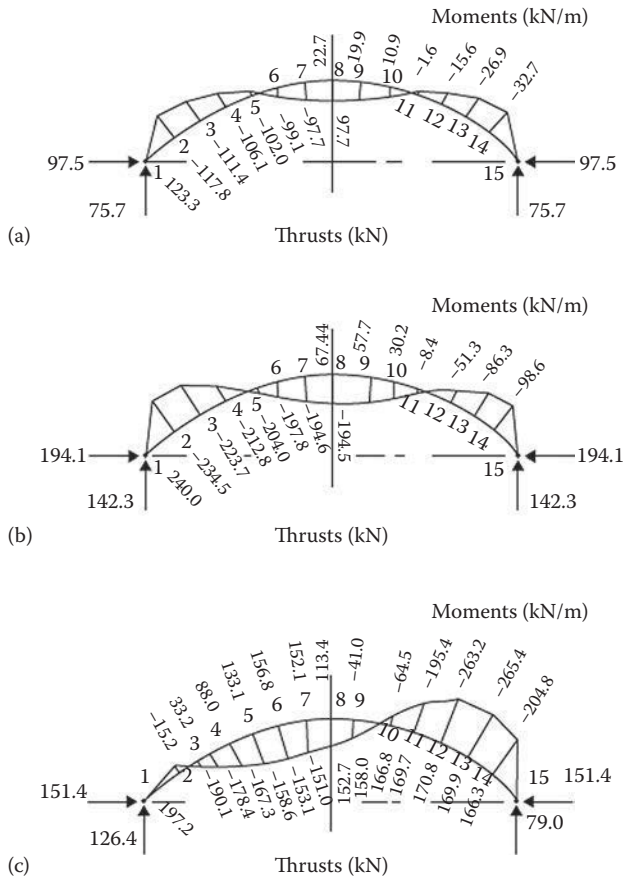 Moments (kN/m)
22.7 19.9 10.9 −1.6 −15.6 −26.9 −32.7
1 2 3 4 5 6 7 8 9 10 11 12 13 14 15
97.5 97.5
123.3 −117.8 −111.4 −106.1 −102.0 −99.1 −97.7 97.7
75.7 75.7
(a) Thrusts (kN)
Moments (kN/m)
67.44 57.7 30.2 −8.4 −51.3 −86.3 −98.6
1 2 3 4 5 6 7 8 9 10 11 12 13 14 15
194.1 194.1
240.0 −234.5 −223.7 −212.8 −204.0 −197.8 −194.6 −194.5
142.3 142.3
(b) Thrusts (kN)
Moments (kN/m)
−15.2 33.2 88.0 133.1 156.8 152.1 113.4 −41.0 −64.5 −195.4 −263.2 −265.4 −204.8
1 2 3 4 5 6 7 8 9 10 11 12 13 14 15
151.4 151.4
197.2 −190.1 −178.4 −167.3 −158.6 −153.1 −151.0 152.7 158.0 166.8 169.7 170.8 169.9 166.3
126.4 79.0
(c) Thrusts (kN)